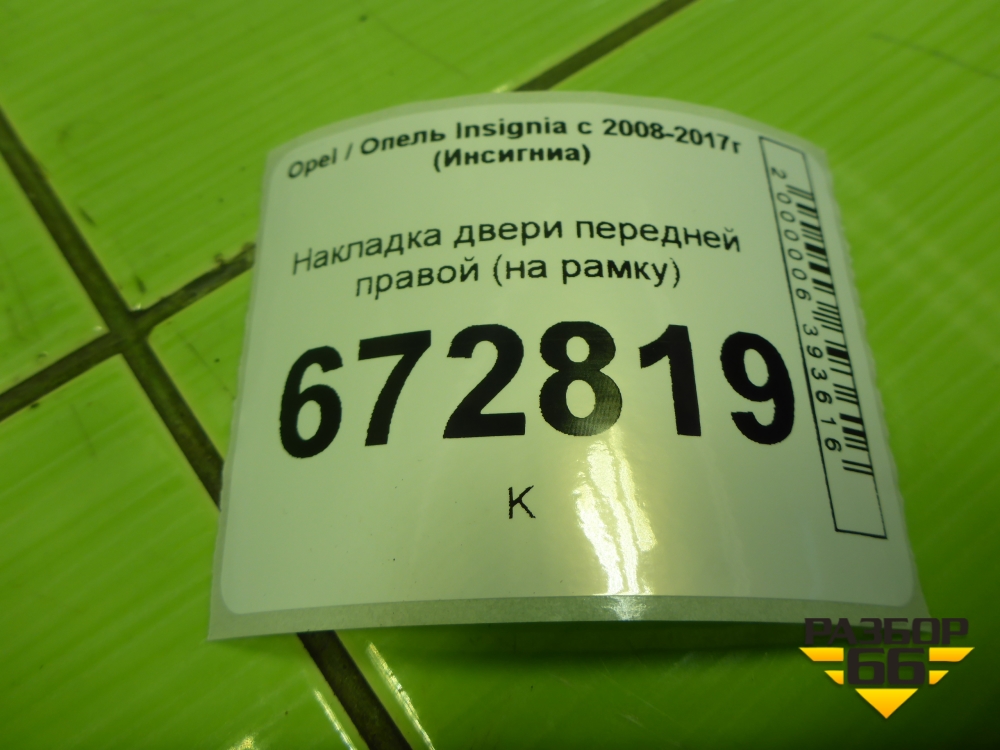 Opel / Опель Insignia с 2008-2017г
(Инсигниа)
Накладка двери передней
правой (на рамку)
672819
К
2000006393616
РАЗБОР
66